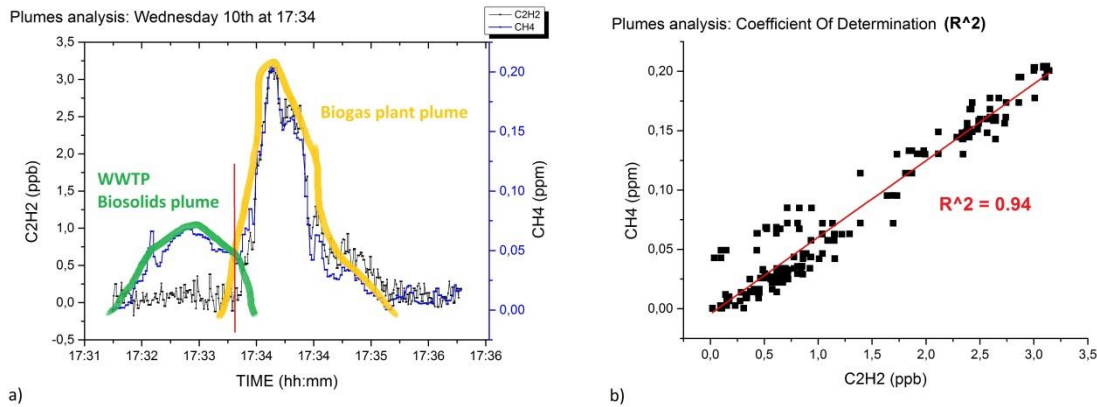 Plumes analysis: Wednesday 10th at 17:34
C2H2
CH4
3,5
3,0
2,5
2,0
1,5
1,0
0,5
0,0
-0,5
C2H2 (ppb)
0,20
0,15
0,10
0,05
0,00
CH4 (ppm)
Biogas plant plume
WWTP
Biosolids plume
17:31 17:32 17:33 17:34 17:34 17:35 17:36 17:36
TIME (hh:mm)
a)
Plumes analysis: Coefficient Of Determination (R^2)
0,20
0,15
0,10
0,05
0,00
CH4 (ppm)
R^2 = 0.94
0,0 0,5 1,0 1,5 2,0 2,5 3,0 3,5
C2H2 (ppb)
b)